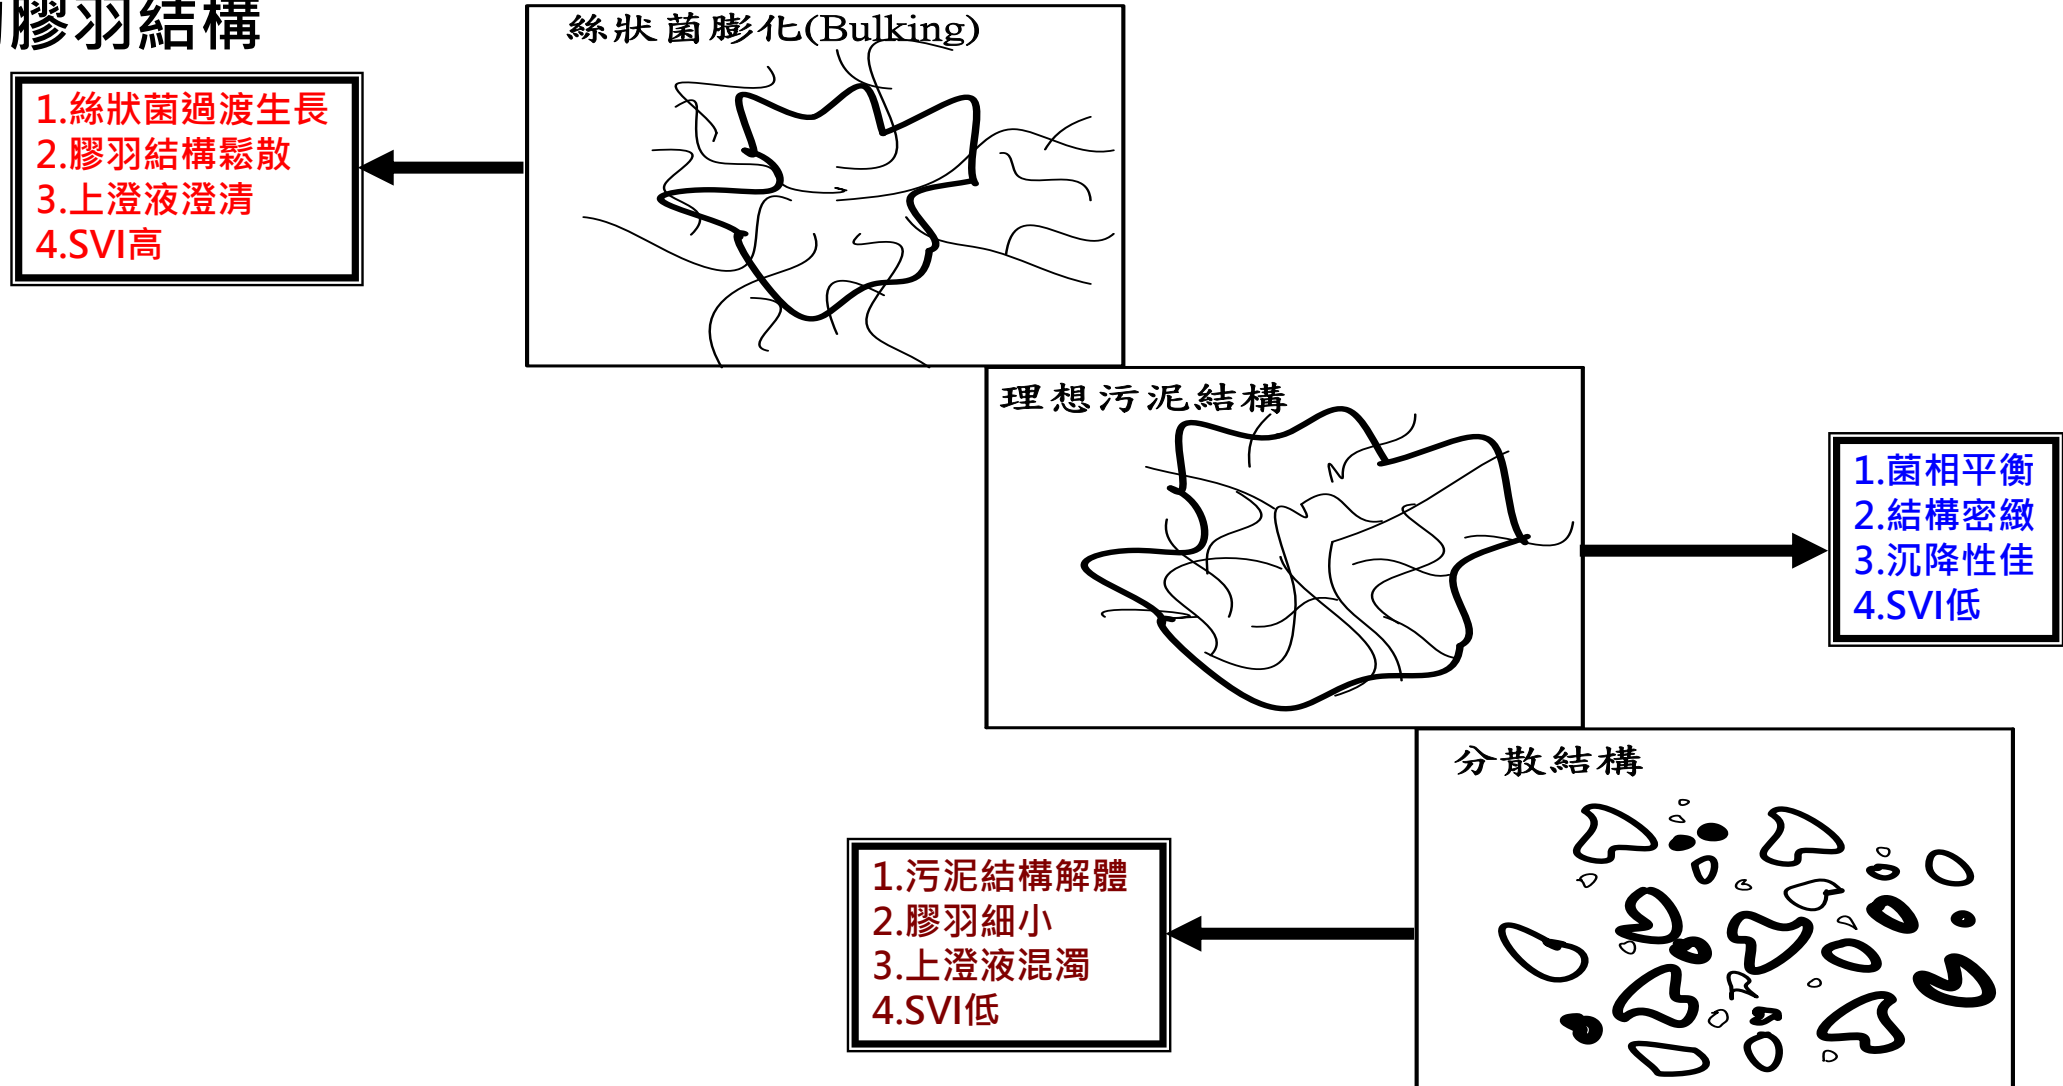 膠羽結構
絲狀菌膨化(Bulking)
1.絲狀菌過渡生長
2.膠羽結構鬆散
3.上澄液澄清
4.SVI高
理想污泥結構
1.菌相平衡
2.結構密緻
3.沉降性佳
4.SVI低
分散結構
1.污泥結構解體
2.膠羽細小
3.上澄液混濁
4.SVI低